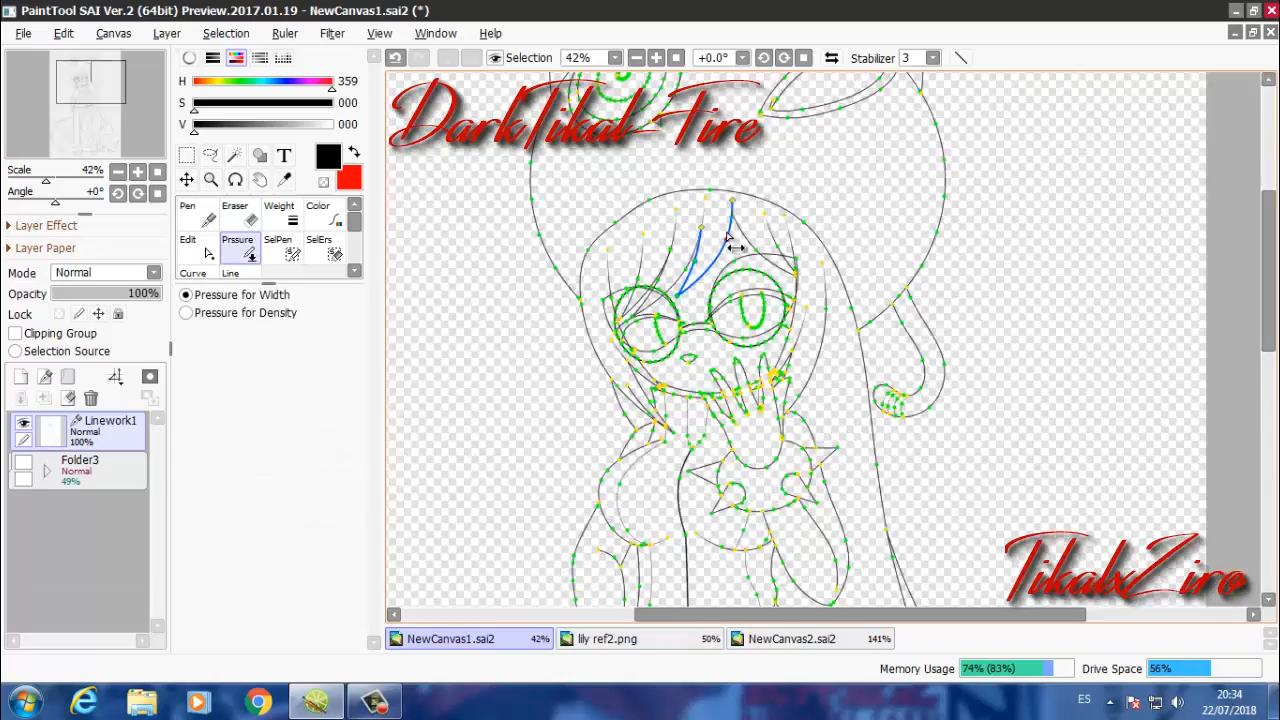 PaintTool SAI Ver.2 (64bit) Preview.2017.01.19 - NewCanvas1.sai2 (*)
File Edit Canvas Layer Selection Ruler Filter View Window Help
Selection 42% +0.0° Stabilizer 3
H 359
S 000
V 000
DarkTikal-Fire
Scale 42%
Angle +0°
T
Pen Eraser Weight Color
Edit Prssure SelPen SelErs
Curve Line
Layer Effect
Layer Paper
Mode Normal
Opacity 100%
Lock
Clipping Group
Selection Source
Pressure for Width
Pressure for Density
Linework1
Normal
100%
Folder3
Normal
49%
TikalxZire
NewCanvas1.sai2 42% lily ref2.png 50% NewCanvas2.sai2 141%
Memory Usage 74% (83%) Drive Space 56%
ES 20:34
22/07/2018